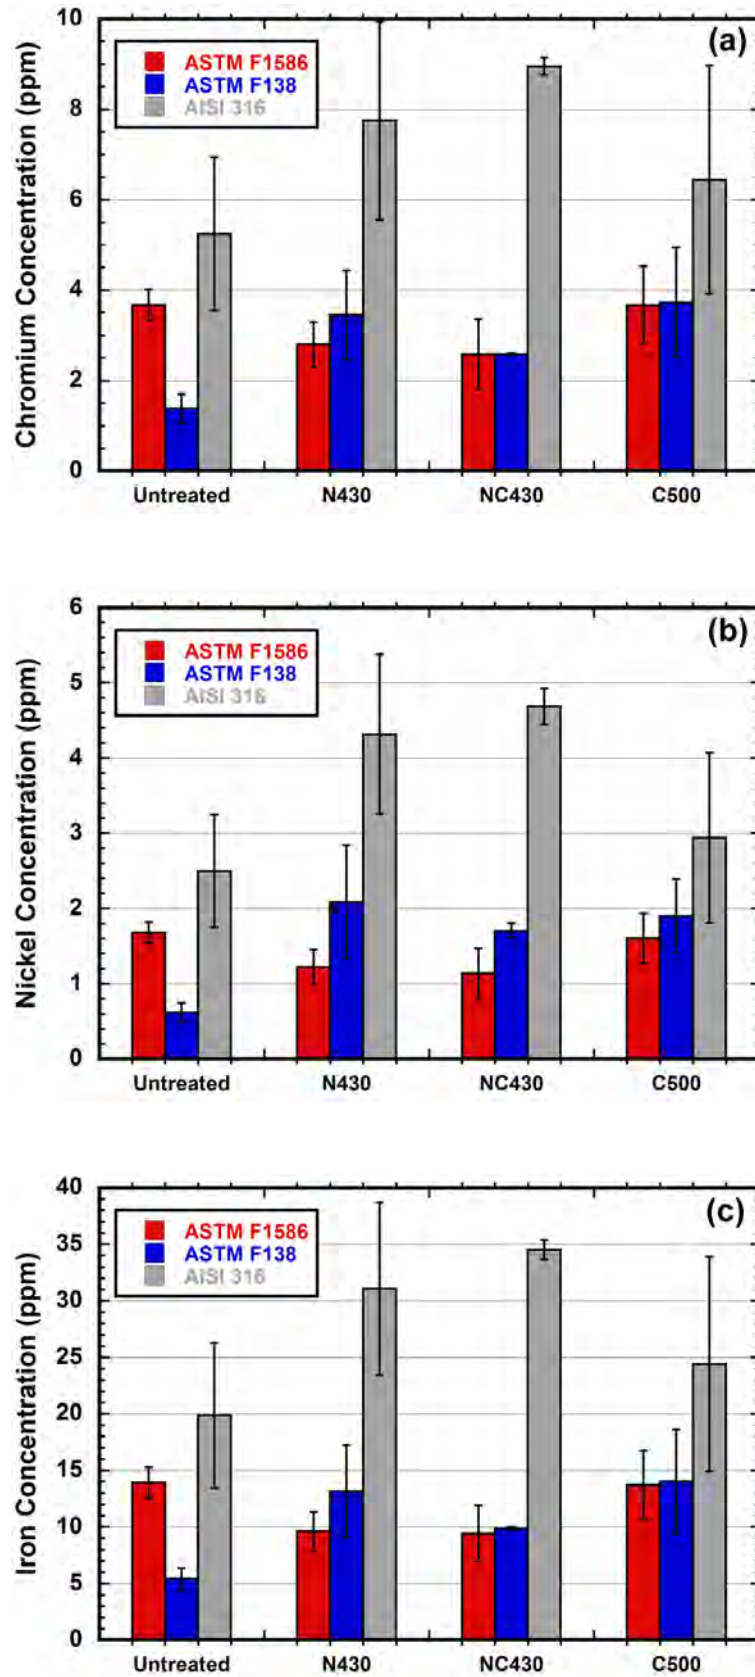 (a)
ASTM F1586
ASTM F138
AISI 316
Chromium Concentration (ppm)
10
8
6
4
2
0
Untreated N430 NC430 C500
(b)
ASTM F1586
ASTM F138
AISI 316
Nickel Concentration (ppm)
6
5
4
3
2
1
0
Untreated N430 NC430 C500
(c)
ASTM F1586
ASTM F138
AISI 316
Iron Concentration (ppm)
40
35
30
25
20
15
10
5
0
Untreated N430 NC430 C500